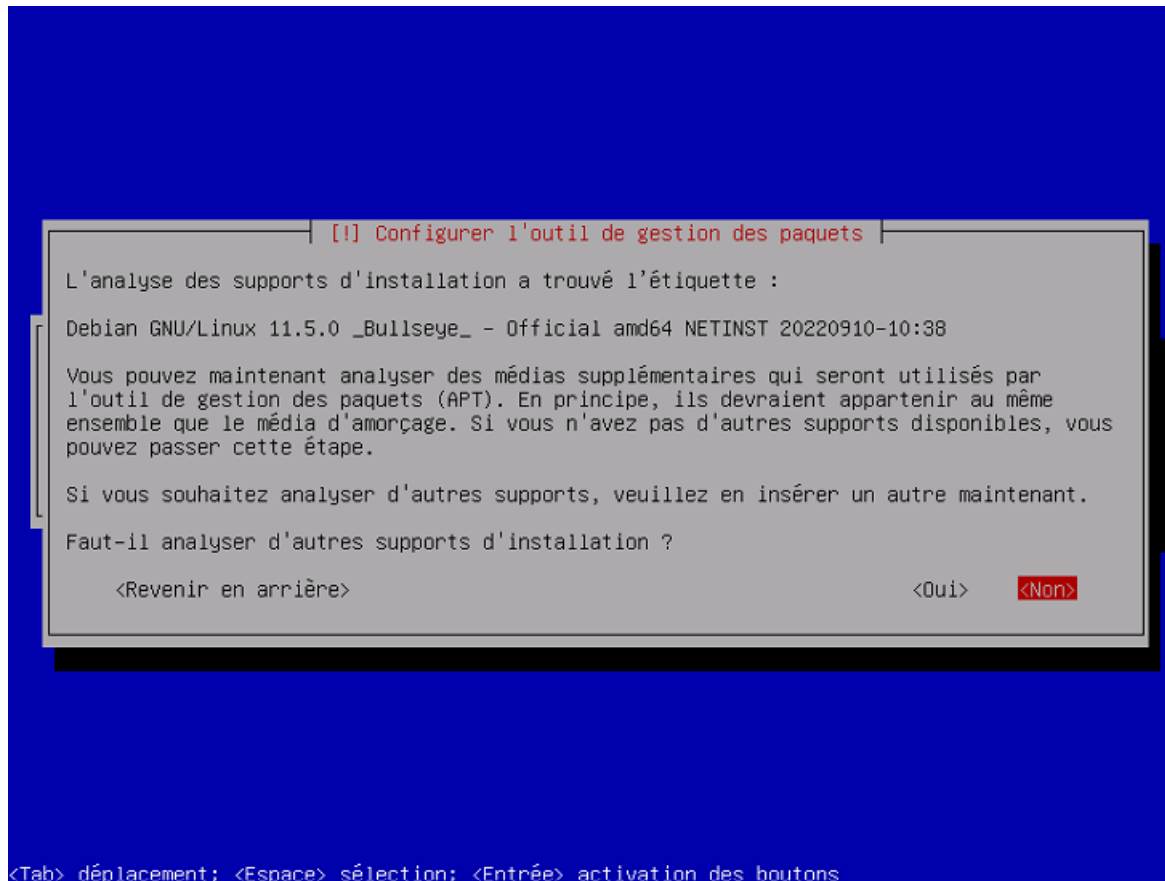 [!] Configurer l'outil de gestion des paquets
L'analyse des supports d'installation a trouvé l’étiquette :
Debian GNU/Linux 11.5.0 _Bullseye_ - Official amd64 NETINST 20220910-10:38
Vous pouvez maintenant analyser des médias supplémentaires qui seront utilisés par
l'outil de gestion des paquets (APT). En principe, ils devraient appartenir au même
ensemble que le média d'amorçage. Si vous n'avez pas d'autres supports disponibles, vous
pouvez passer cette étape.
Si vous souhaitez analyser d'autres supports, veuillez en insérer un autre maintenant.
Faut-il analyser d'autres supports d'installation ?
<Revenir en arrière> <Oui> <Non>
<Tab> déplacement; <Espace> sélection; <Entrée> activation des boutons